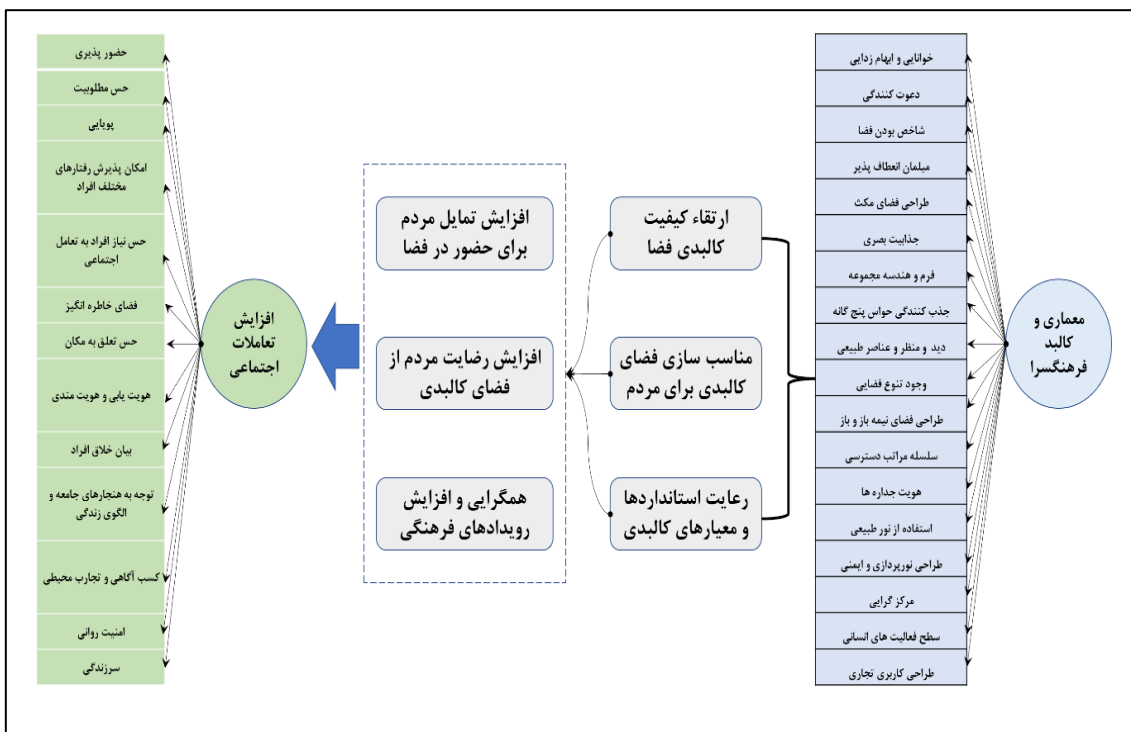 معماری و
کالبد
فرهنگسرا
خوانایی و ابهام زدایی
دعوت کنندگی
شاخص بودن فضا
مبلمان انعطاف پذیر
طراحی فضای مکث
جذابیت بصری
فرم و هندسه مجموعه
جذب کنندگی حواس پنج گانه
دید و منظر و عناصر طبیعی
وجود تنوع فضایی
طراحی فضای نیمه باز و باز
سلسله مراتب دسترسی
هویت جداره ها
استفاده از نور طبیعی
طراحی نورپردازی و ایمنی
مرکز گرایی
سطح فعالیت های انسانی
طراحی کاربری تجاری
ارتقاء کیفیت
کالبدی فضا
مناسب سازی فضای
کالبدی برای مردم
رعایت استانداردها
و معیارهای کالبدی
افزایش تمایل مردم
برای حضور در فضا
افزایش رضایت مردم از
فضای کالبدی
همگرایی و افزایش
رویدادهای فرهنگی
افزایش
تعاملات
اجتماعی
حضور پذیری
حس مطلوبیت
پویایی
امکان پذیرش رفتارهای
مختلف افراد
حس نیاز افراد به تعامل
اجتماعی
فضای خاطره انگیز
حس تعلق به مکان
هویت یابی و هویت مندی
بیان خلاق افراد
توجه به هنجارهای جامعه و
الگوی زندگی
کسب آگاهی و تجارب محیطی
امنیت روانی
سرزندگی